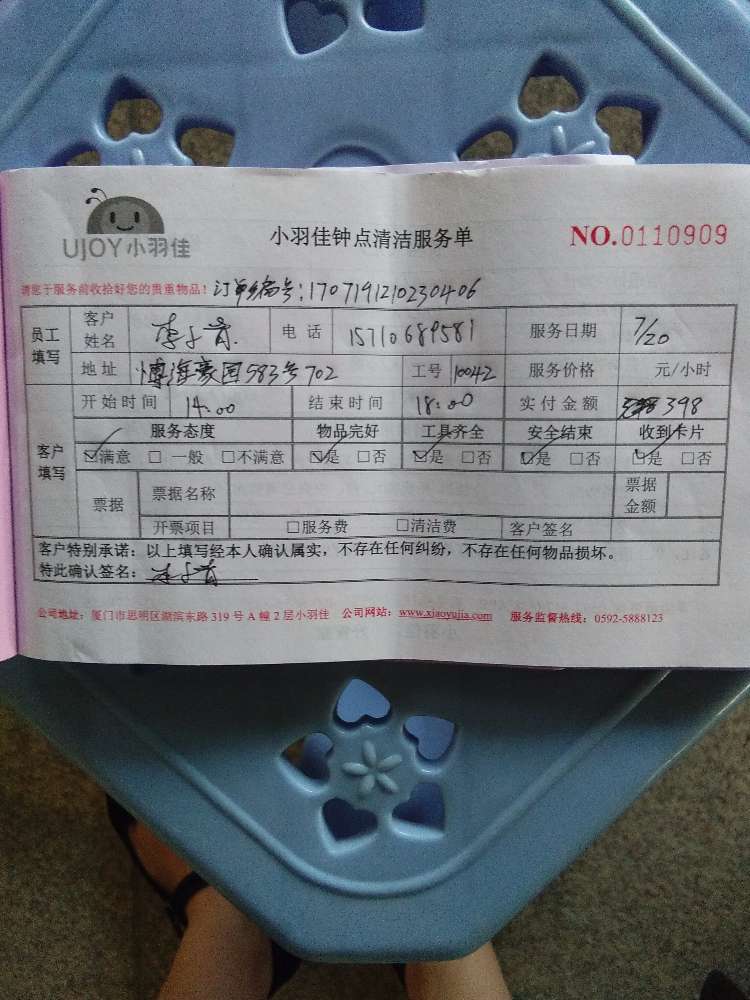 UJOY小羽佳
小羽佳钟点清洁服务单
NO.0110909
请您于服务前收拾好您的贵重物品！ 订单编号：1707191210230406
员工填写 客户姓名 李 电话 15710689581 服务日期 7/20
地址 博海豪园583号702 工号 10042 服务价格 元/小时
客户填写 开始时间 14:00 结束时间 18:00 实付金额 398
服务态度 物品完好 工具齐全 安全结束 收到卡片
☑满意 □一般 □不满意 ☑是 □否 ☑是 □否 ☑是 □否 ☑是 □否
票据 票据名称 票据金额
开票项目 □服务费 □清洁费 客户签名
客户特别承诺：以上填写经本人确认属实，不存在任何纠纷，不存在任何物品损坏。
特此确认签名：李
公司地址：厦门市思明区湖滨东路 319 号 A 幢 2 层小羽佳 公司网站：www.xiaoyujia.com 服务监督热线：0592-5888123